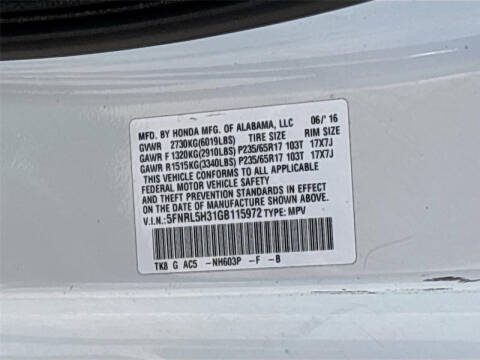 MFD. BY HONDA MFG. OF ALABAMA, LLC 06/'16
GVWR 2730KG(6019LBS) TIRE SIZE RIM SIZE
GAWR F 1320KG(2910LBS) P235/65R17 103T 17X7J
GAWR R1515KG(3340LBS) P235/65R17 103T 17X7J
THIS VEHICLE CONFORMS TO ALL APPLICABLE
FEDERAL MOTOR VEHICLE SAFETY
AND THEFT PREVENTION STANDARDS IN EFFECT
ON THE DATE OF MANUFACTURE SHOWN ABOVE.
V.I.N.:5FNRL5H31GB115972 TYPE: MPV
TK8 G AC5 -NH603P -F -B